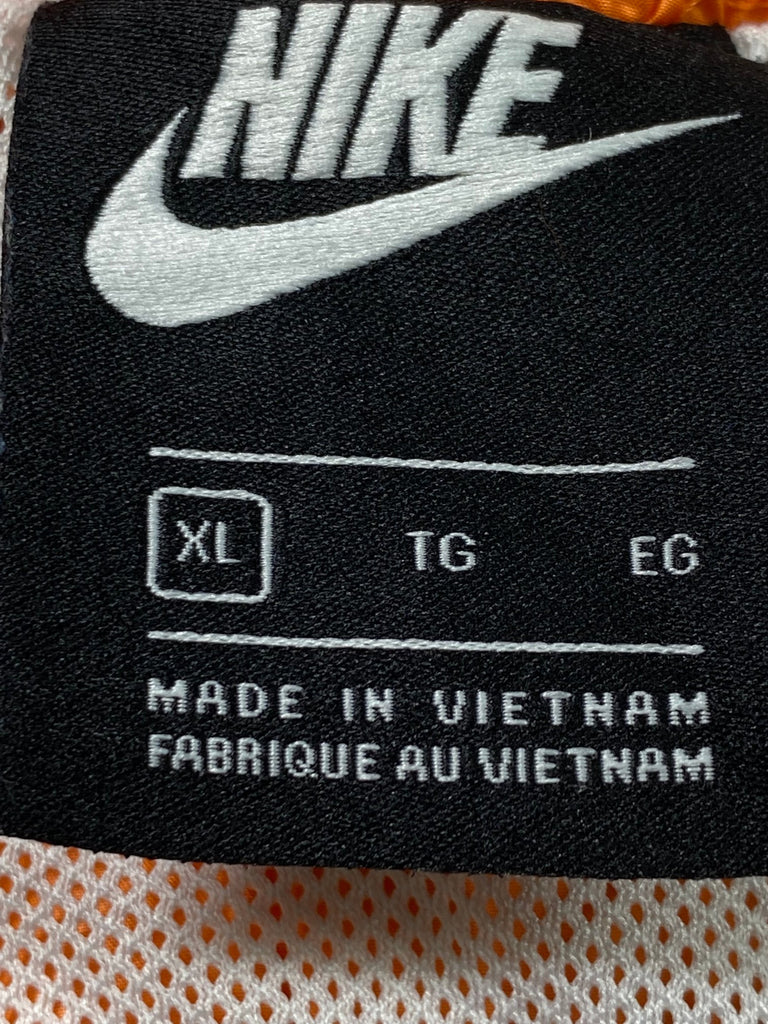 NIKE
XL TG EG
MADE IN VIETNAM
FABRIQUE AU VIETNAM